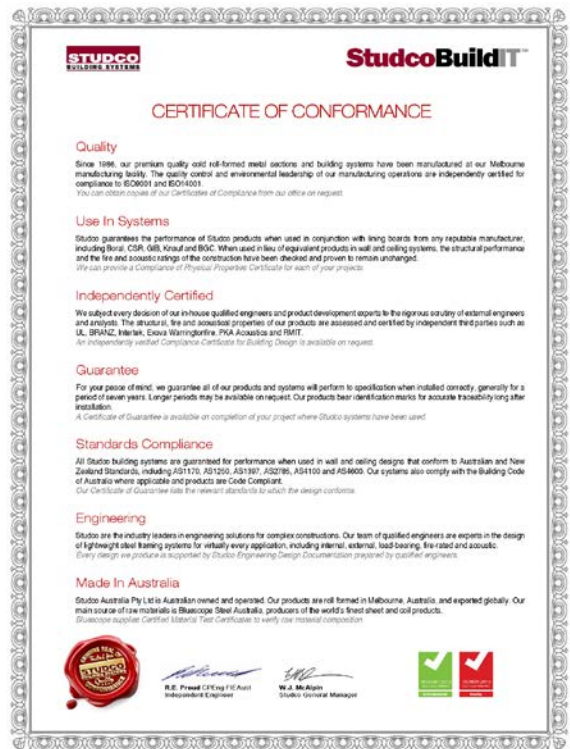 STUDCO
BUILDING SYSTEMS
StudcoBuildIT™
CERTIFICATE OF CONFORMANCE
Quality
Since 1986, our premium quality cold roll-formed metal sections and building systems have been manufactured at our Melbourne
manufacturing facility. The quality control and environmental leadership of our manufacturing operations are independently certified for
compliance to ISO9001 and ISO14001.
You can obtain copies of our Certificates of Compliance from our office on request.
Use In Systems
Studco guarantees the performance of Studco products when used in conjunction with lining boards from any reputable manufacturer,
including Boral, CSR, GIB, Knauf and BGC. When used in lieu of equivalent products in wall and ceiling systems, the structural performance
and the fire and acoustic ratings of the construction have been checked and proven to remain unchanged.
We can provide a Compliance of Physical Properties Certificate for each of your projects.
Independently Certified
We subject every decision of our in-house qualified engineers and product development experts to the rigorous scrutiny of external engineers
and analysts. The structural, fire and acoustical properties of our products are assessed and certified by independent third parties such as
UL, BRANZ, Intertek, Exova Warringtonfire, PKA Acoustics and RMIT.
An independently verified Compliance Certificate for Building Design is available on request.
Guarantee
For your peace of mind, we guarantee all of our products and systems will perform to specification when installed correctly, generally for a
period of seven years. Longer periods may be available on request. Our products bear identification marks for accurate traceability long after
installation.
A Certificate of Guarantee is available on completion of your project where Studco systems have been used.
Standards Compliance
All Studco building systems are guaranteed for performance when used in wall and ceiling designs that conform to Australian and New
Zealand Standards, including AS1170, AS1250, AS1397, AS2785, AS4100 and AS4600. Our systems also comply with the Building Code
of Australia where applicable and products are Code Compliant.
Our Certificate of Guarantee lists the relevant standards to which the design conforms.
Engineering
Studco are the industry leaders in engineering solutions for complex constructions. Our team of qualified engineers are experts in the design
of lightweight steel framing systems for virtually every application, including internal, external, load-bearing, fire-rated and acoustic.
Every design we produce is supported by Studco Engineering Design Documentation prepared by qualified engineers.
Made In Australia
Studco Australia Pty Ltd is Australian owned and operated. Our products are roll formed in Melbourne, Australia, and exported globally. Our
main source of raw materials is Bluescope Steel Australia, producers of the world's finest sheet and coil products.
Bluescope supplies Certified Material Test Certificates to verify raw material composition.
STUDCO
R.E. Proud CPEng FIEAust
Independent Engineer
W.J. McAlpin
Studco General Manager